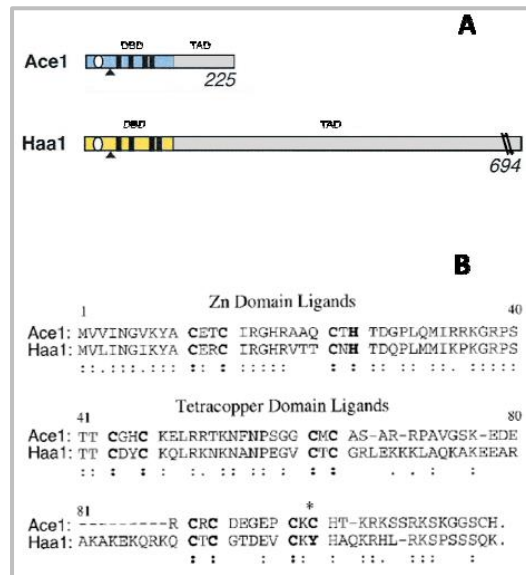 A
DBD TAD
Ace1
225
DBD TAD
Haa1
694
B
Zn Domain Ligands
1 40
Ace1: MVVINGVKYA CETC IRGHRAAQ CTH TDGPLQMIRRKGRPS
Haa1: MVLINGIKYA CERC IRGHRVTT CNH TDQPLMMIKPKGRPS
::.:::.::: : : ::::: : : :: :: ::. :::::
41 Tetracopper Domain Ligands 80
Ace1: TT CGHC KELRRTKNFNPSGG CMC AS-AR-RPAVGSK-EDE
Haa1: TT CDYC KQLRKNKNANPEGV CTC GRLEKKKLAQKAKEEAR
:: : : :.::. :: :: : : : . . : :
81 *
Ace1: ---------R CRC DEGEPC CKC HT-KRKSSRKSKGGSCH.
Haa1: AKAKEKQRKQ CTC GTDEV CKY HAQKRHL-RKSPSSSQK.
: : : : :: : :: ::: .